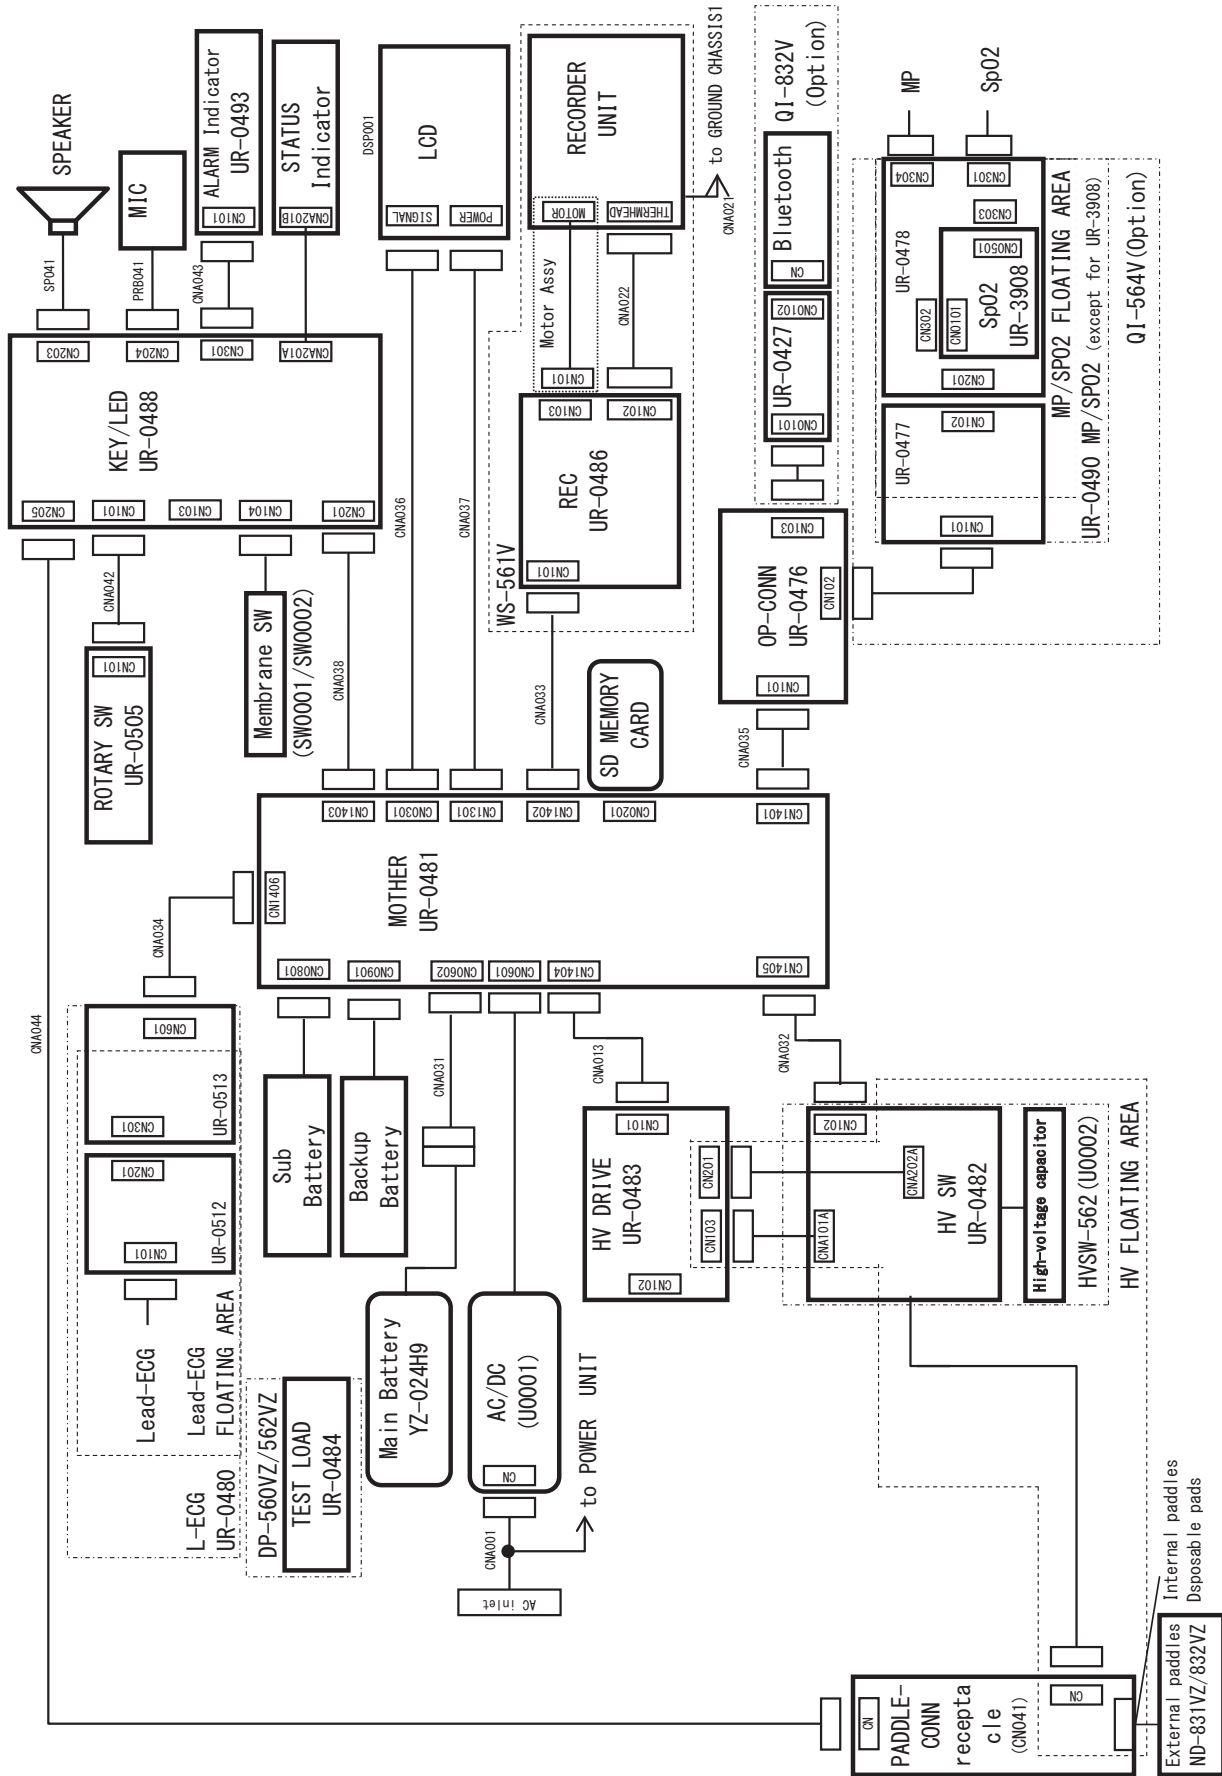 SPEAKER
SP041
MIC
PRB041
ALARM Indicator
UR-0493
CN101
CNA043
STATUS
Indicator
CNA201B
CN203
CN204
CN301
CNA201A
KEY/LED
UR-0488
CN205
CN101
CN103
CN104
CN201
CNA044
CNA042
CN101
ROTARY SW
UR-0505
Membrane SW
(SW0001/SW0002)
CNA038
DSP001
LCD
SIGNAL
POWER
CNA036
CNA037
RECORDER
UNIT
MOTOR
THERMHEAD
to GROUND CHASSIS1
CNA021
Motor Assy
CNA022
CN101
CN103
CN102
REC
UR-0486
CN101
WS-561V
CNA033
SD MEMORY
CARD
QI-832V
(Option)
Bluetooth
CN
CN0102
UR-0427
CN0101
CN103
OP-CONN
UR-0476
CN102
CN101
CNA035
MP
SpO2
CN304
CN301
CN303
UR-0478
CN302
CN0501
CN0101
SpO2
UR-3908
CN201
MP/SPO2 FLOATING AREA
UR-0477
CN102
CN101
UR-0490 MP/SPO2 (except for UR-3908)
QI-564V(Option)
CN1403
CN0301
CN1301
CN1402
CN0201
CN1401
MOTHER
UR-0481
CN1406
CN0801
CN0901
CN0602
CN0601
CN1404
CN1405
CNA034
CN601
UR-0513
CN301
CN201
UR-0512
CN101
Lead-ECG
Lead-ECG
FLOATING AREA
L-ECG
UR-0480
Sub
Battery
Backup
Battery
CNA031
Main Battery
YZ-024H9
DP-560VZ/562VZ
TEST LOAD
UR-0484
AC/DC
(U0001)
CN
CNA001
AC inlet
to POWER UNIT
CNA013
CN101
HV DRIVE
UR-0483
CN201
CN103
CN102
CNA032
CN102
CNA202A
CNA101A
HV SW
UR-0482
High-voltage capacitor
HVSW-562(U0002)
HV FLOATING AREA
CN
PADDLE-
CONN
recepta
cle
(CN041)
CN
Internal paddles
Dsposable pads
External paddles
ND-831VZ/832VZ